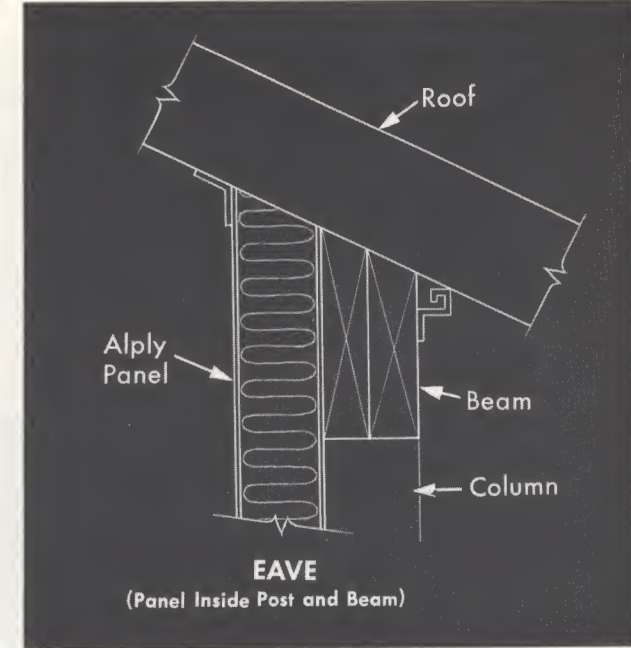 Roof
Alply
Panel
Beam
Column
EAVE
(Panel Inside Post and Beam)